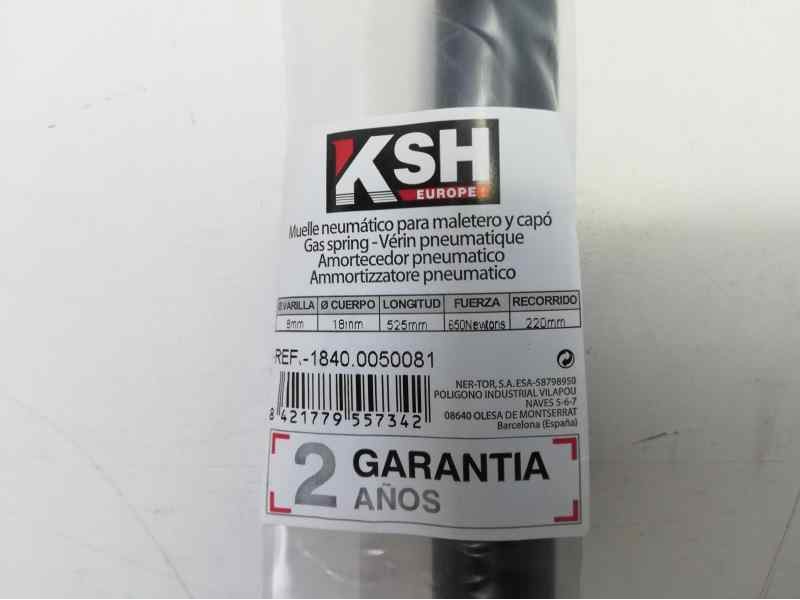 KSH
EUROPE
Muelle neumático para maletero y capó
Gas spring - Vérin pneumatique
Amortecedor pneumatico
Ammortizzatore pneumatico
Ø VARILLA Ø CUERPO LONGITUD FUERZA RECORRIDO
8mm 18mm 525mm 650Newtons 220mm
REF.-1840.0050081
NER-TOR, S.A. ESA-58798950
POLIGONO INDUSTRIAL VILAPOU
NAVES 5-6-7
08640 OLESA DE MONTSERRAT
Barcelona (España)
8 421779 557342
2 GARANTIA
AÑOS